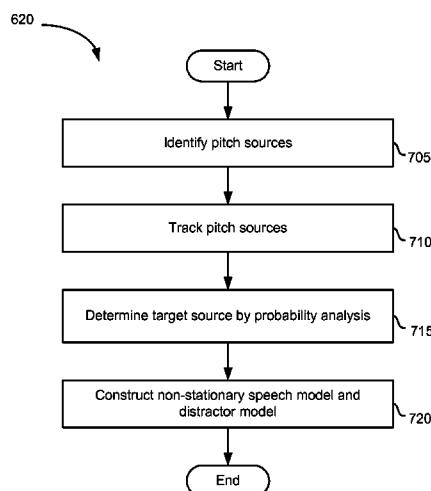 620
Start
Identify pitch sources
705
Track pitch sources
710
Determine target source by probability analysis
715
Construct non-stationary speech model and
distractor model
720
End